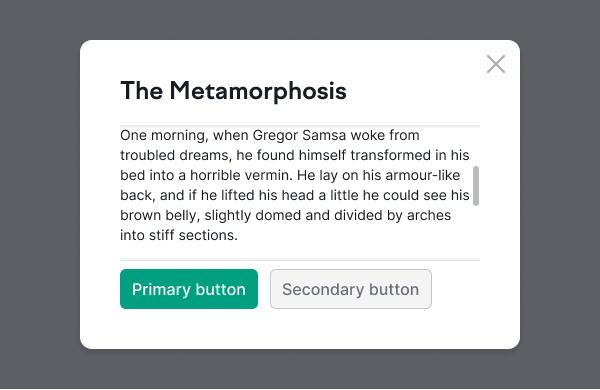 The Metamorphosis
One morning, when Gregor Samsa woke from
troubled dreams, he found himself transformed in his
bed into a horrible vermin. He lay on his armour-like
back, and if he lifted his head a little he could see his
brown belly, slightly domed and divided by arches
into stiff sections.
Primary button
Secondary button